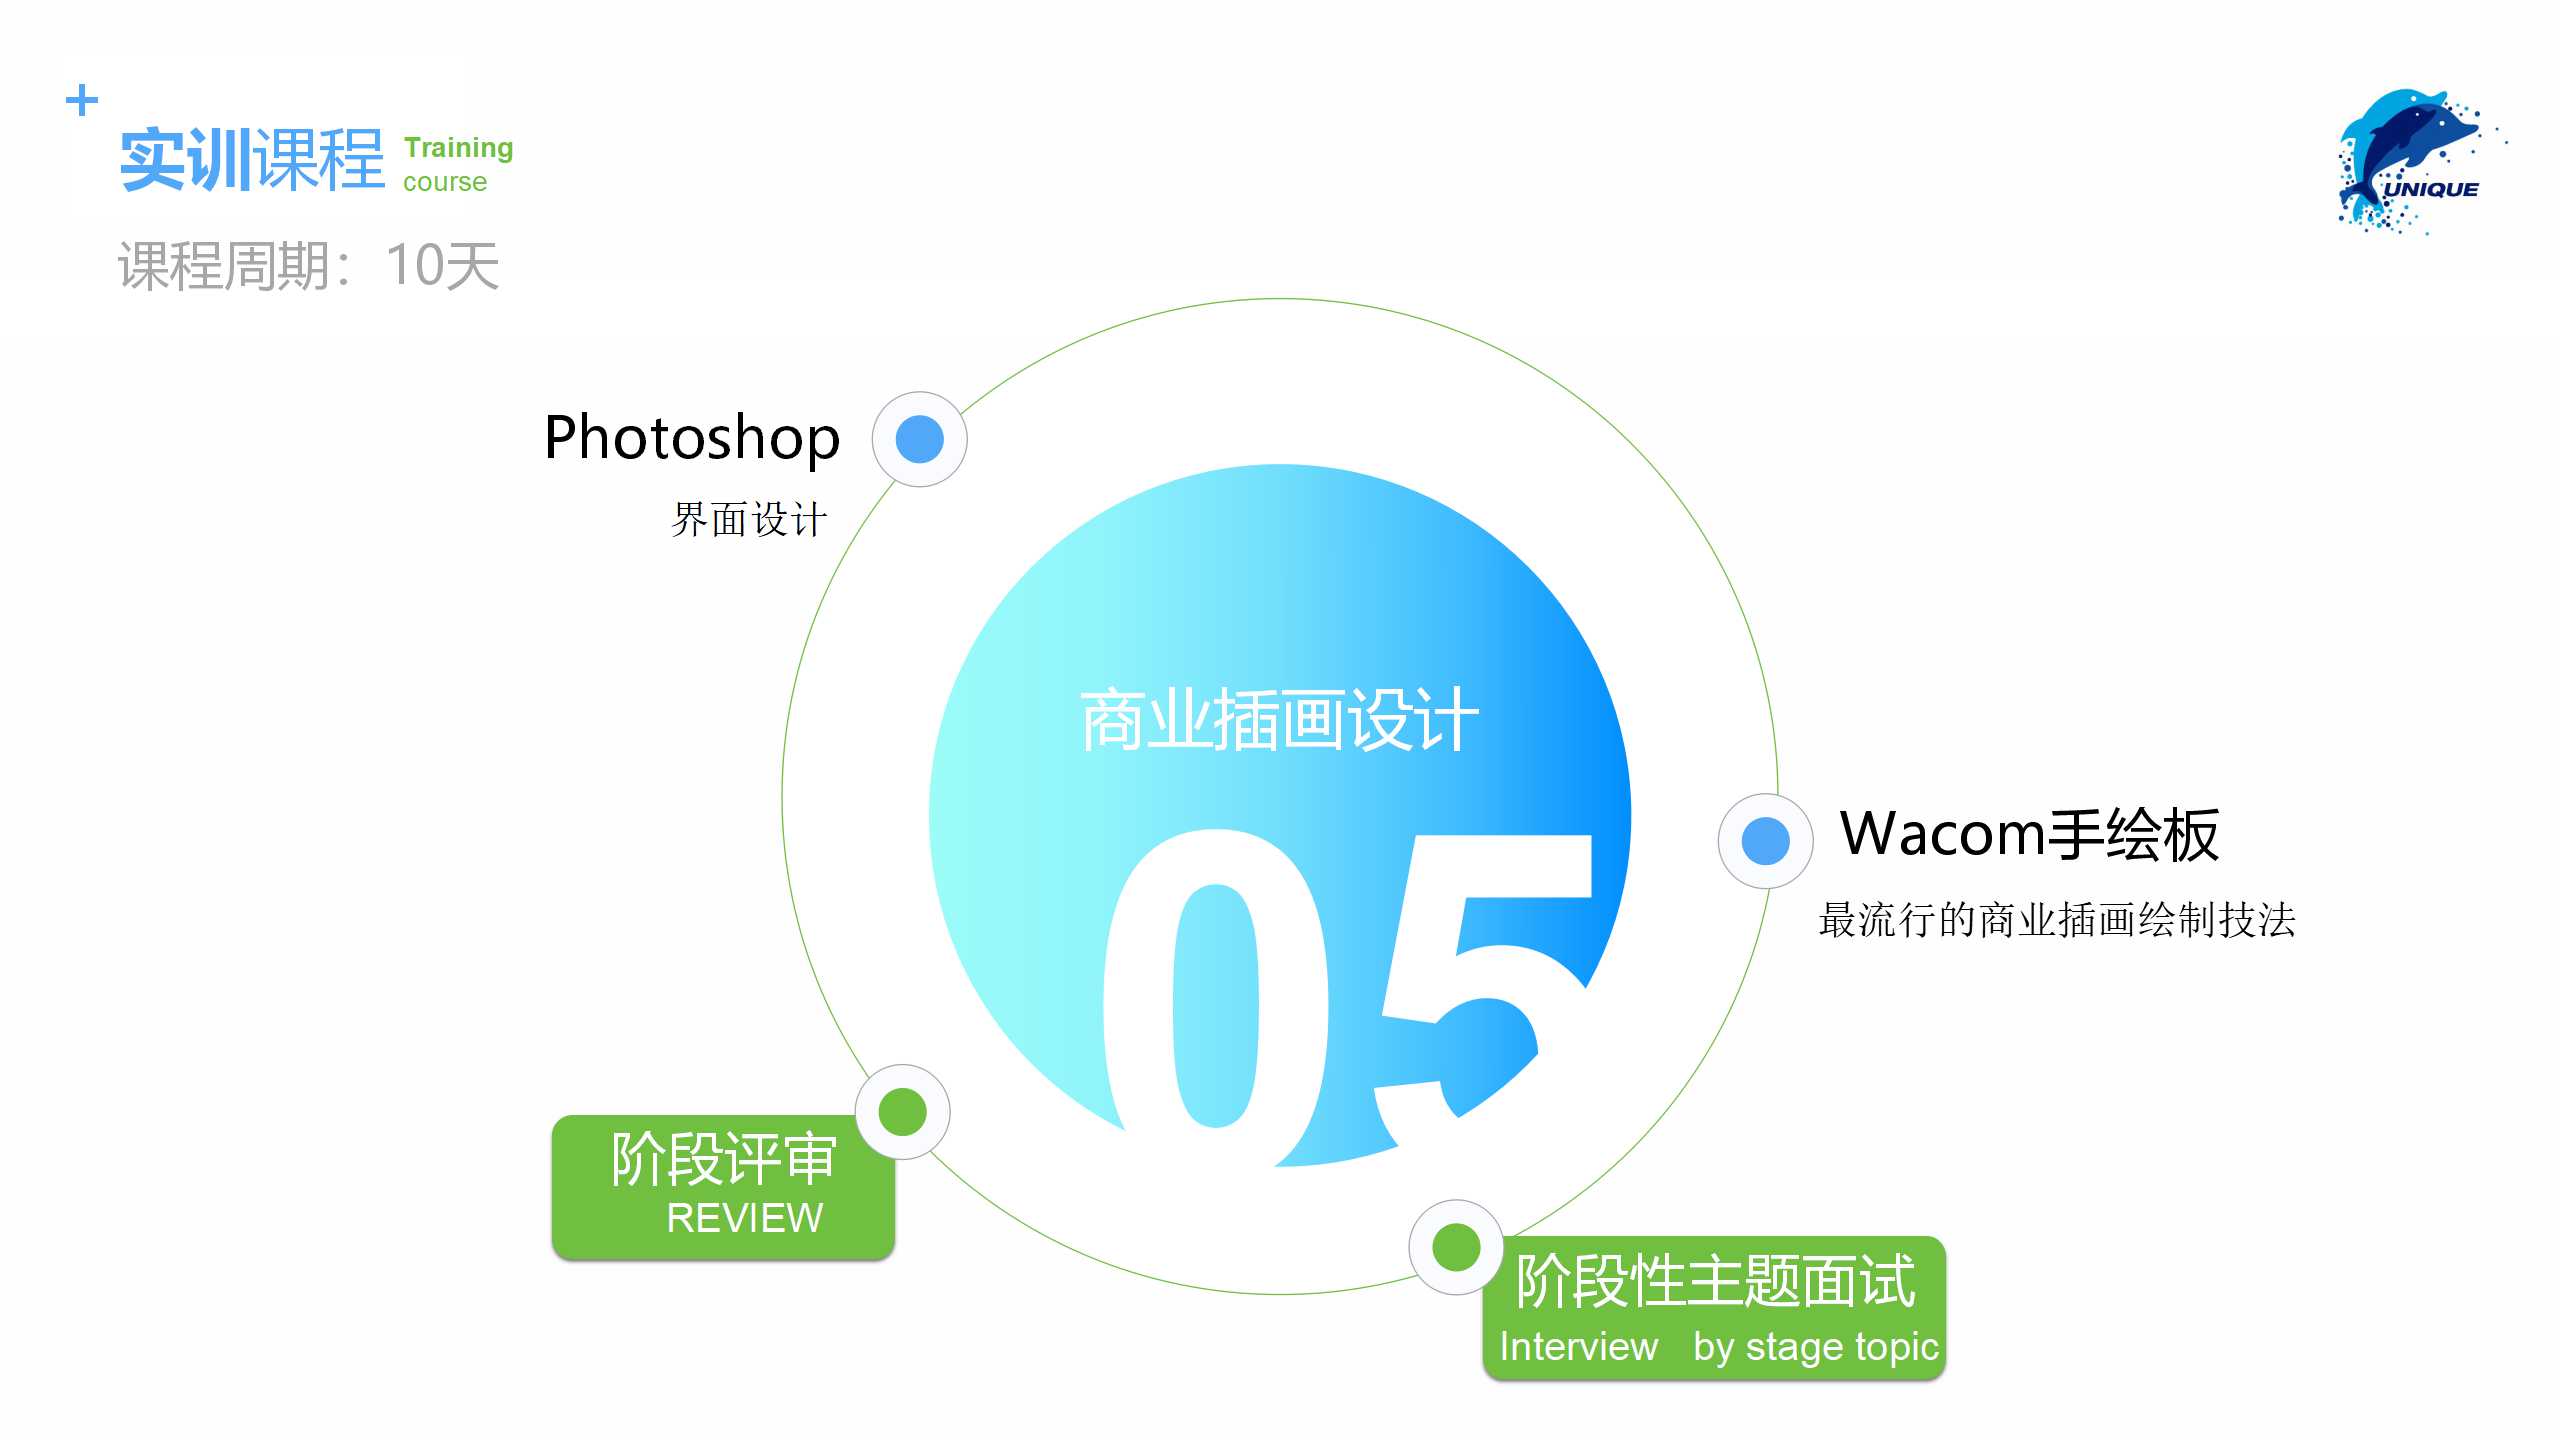 +
实训课程
Training
course
UNIQUE
课程周期：10天
Photoshop
界面设计
商业插画设计
05
Wacom手绘板
最流行的商业插画绘制技法
阶段评审
REVIEW
阶段性主题面试
Interview by stage topic